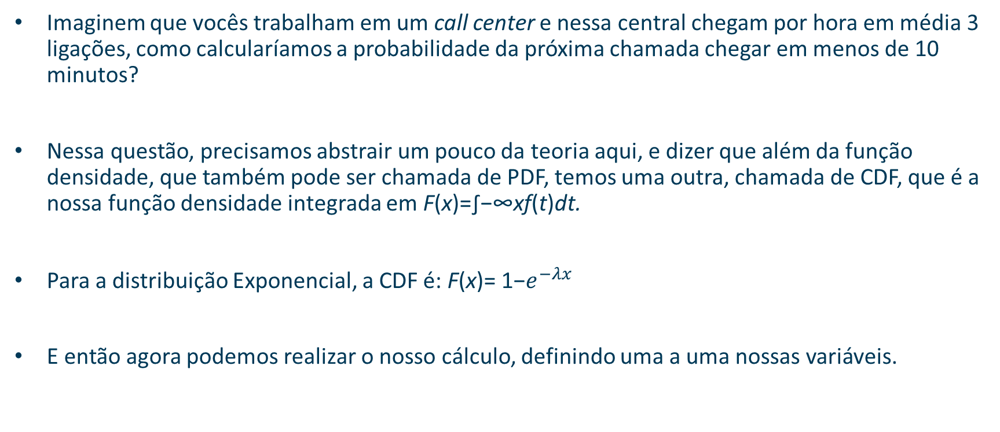 • Imaginem que vocês trabalham em um call center e nessa central chegam por hora em média 3
ligações, como calcularíamos a probabilidade da próxima chamada chegar em menos de 10
minutos?
• Nessa questão, precisamos abstrair um pouco da teoria aqui, e dizer que além da função
densidade, que também pode ser chamada de PDF, temos uma outra, chamada de CDF, que é a
nossa função densidade integrada em F(x)=∫−∞xf(t)dt.
• Para a distribuição Exponencial, a CDF é: F(x)= 1−e^{−λx}
• E então agora podemos realizar o nosso cálculo, definindo uma a uma nossas variáveis.